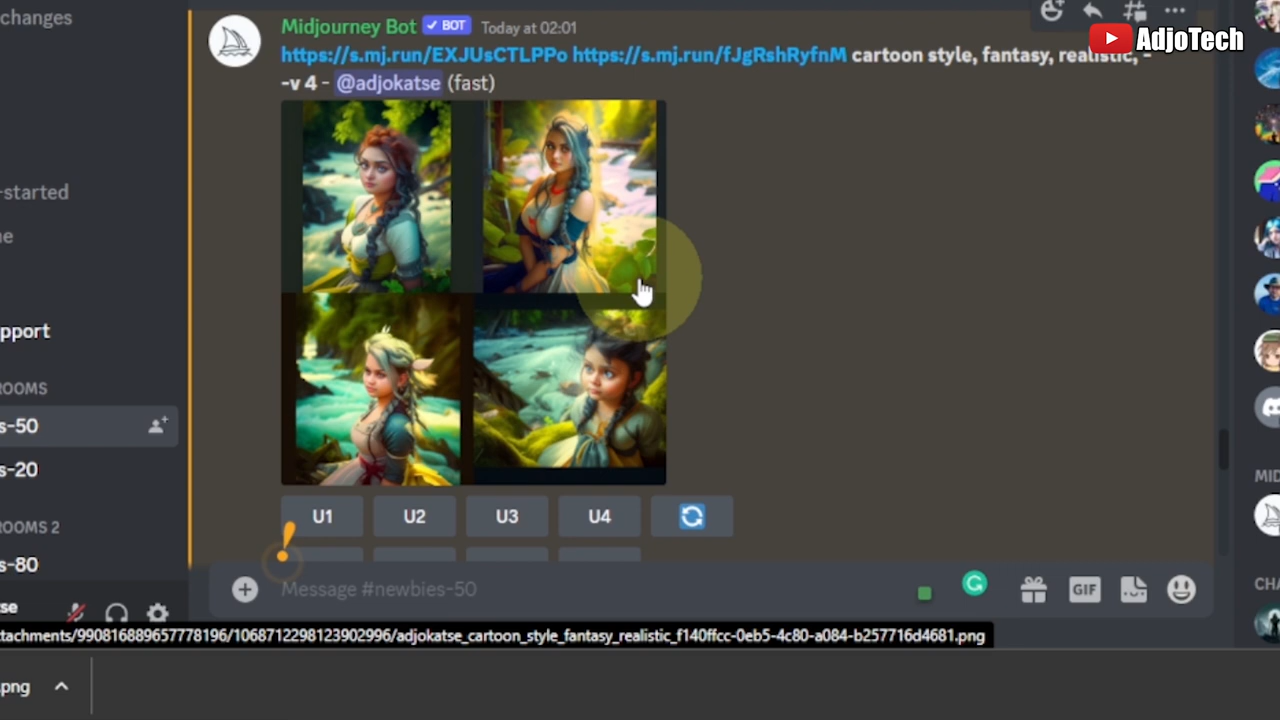 changes
Midjourney Bot ✓ BOT Today at 02:01
AdjoTech
https://s.mj.run/EXJUsCTLPPo https://s.mj.run/fJgRshRyfnM cartoon style, fantasy, realistic, -
-v 4 - @adjokatse (fast)
-started
e
pport
ROOMS
s-50
s-20
MID
U1 U2 U3 U4
ROOMS 2
s-80
Message #newbies-50
GIF
CHA
se
ttachments/990816889657778196/1068712298123902996/adjokatse_cartoon_style_fantasy_realistic_f140ffcc-0eb5-4c80-a084-b257716d4681.png
.png